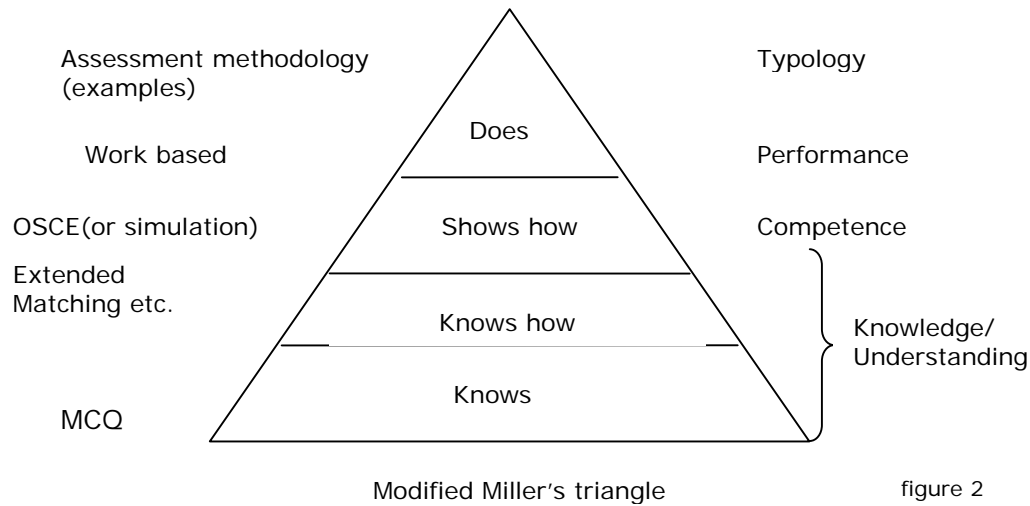 Assessment methodology
(examples)
Typology
Does
Work based
Performance
OSCE(or simulation)
Shows how
Competence
Extended
Matching etc.
Knows how
Knowledge/
Understanding
Knows
MCQ
Modified Miller's triangle
figure 2